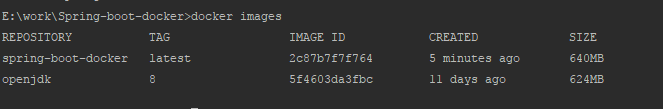 E:\work\Spring-boot-docker>docker images
REPOSITORY TAG IMAGE ID CREATED SIZE
spring-boot-docker latest 2c87b7f7f764 5 minutes ago 640MB
openjdk 8 5f4603da3fbc 11 days ago 624MB